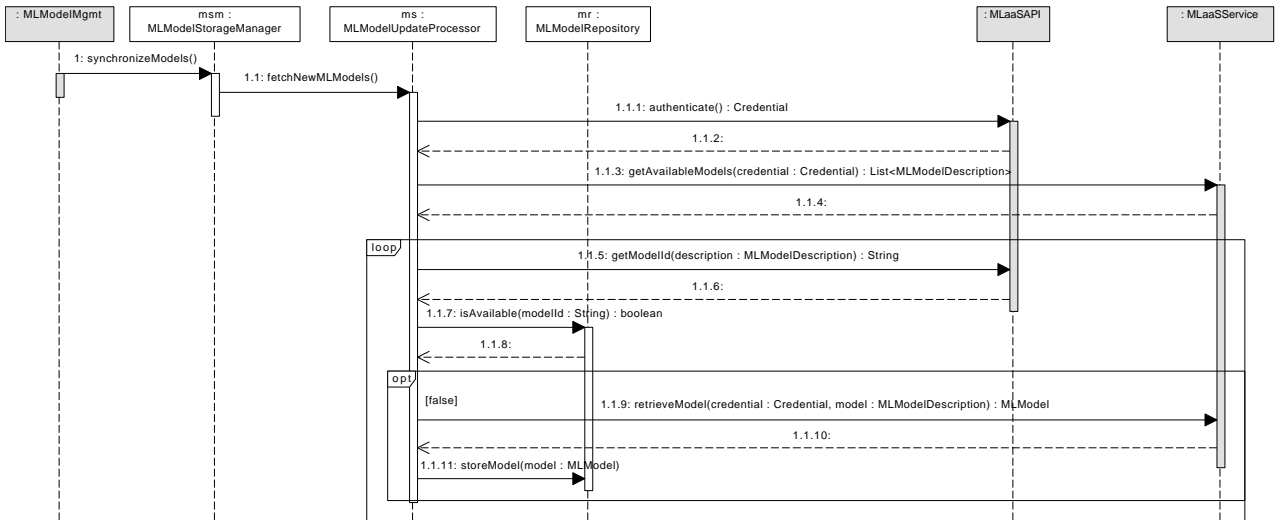 : MLModelMgmt
msm :
MLModelStorageManager
ms :
MLModelUpdateProcessor
mr :
MLModelRepository
: MLaaSAPI
: MLaaSService
1: synchronizeModels()
1.1: fetchNewMLModels()
1.1.1: authenticate() : Credential
1.1.2:
1.1.3: getAvailableModels(credential : Credential) : List<MLModelDescription>
1.1.4:
loop
1.1.5: getModelId(description : MLModelDescription) : String
1.1.6:
1.1.7: isAvailable(modelId : String) : boolean
1.1.8:
opt
[false]
1.1.9: retrieveModel(credential : Credential, model : MLModelDescription) : MLModel
1.1.10:
1.1.11: storeModel(model : MLModel)